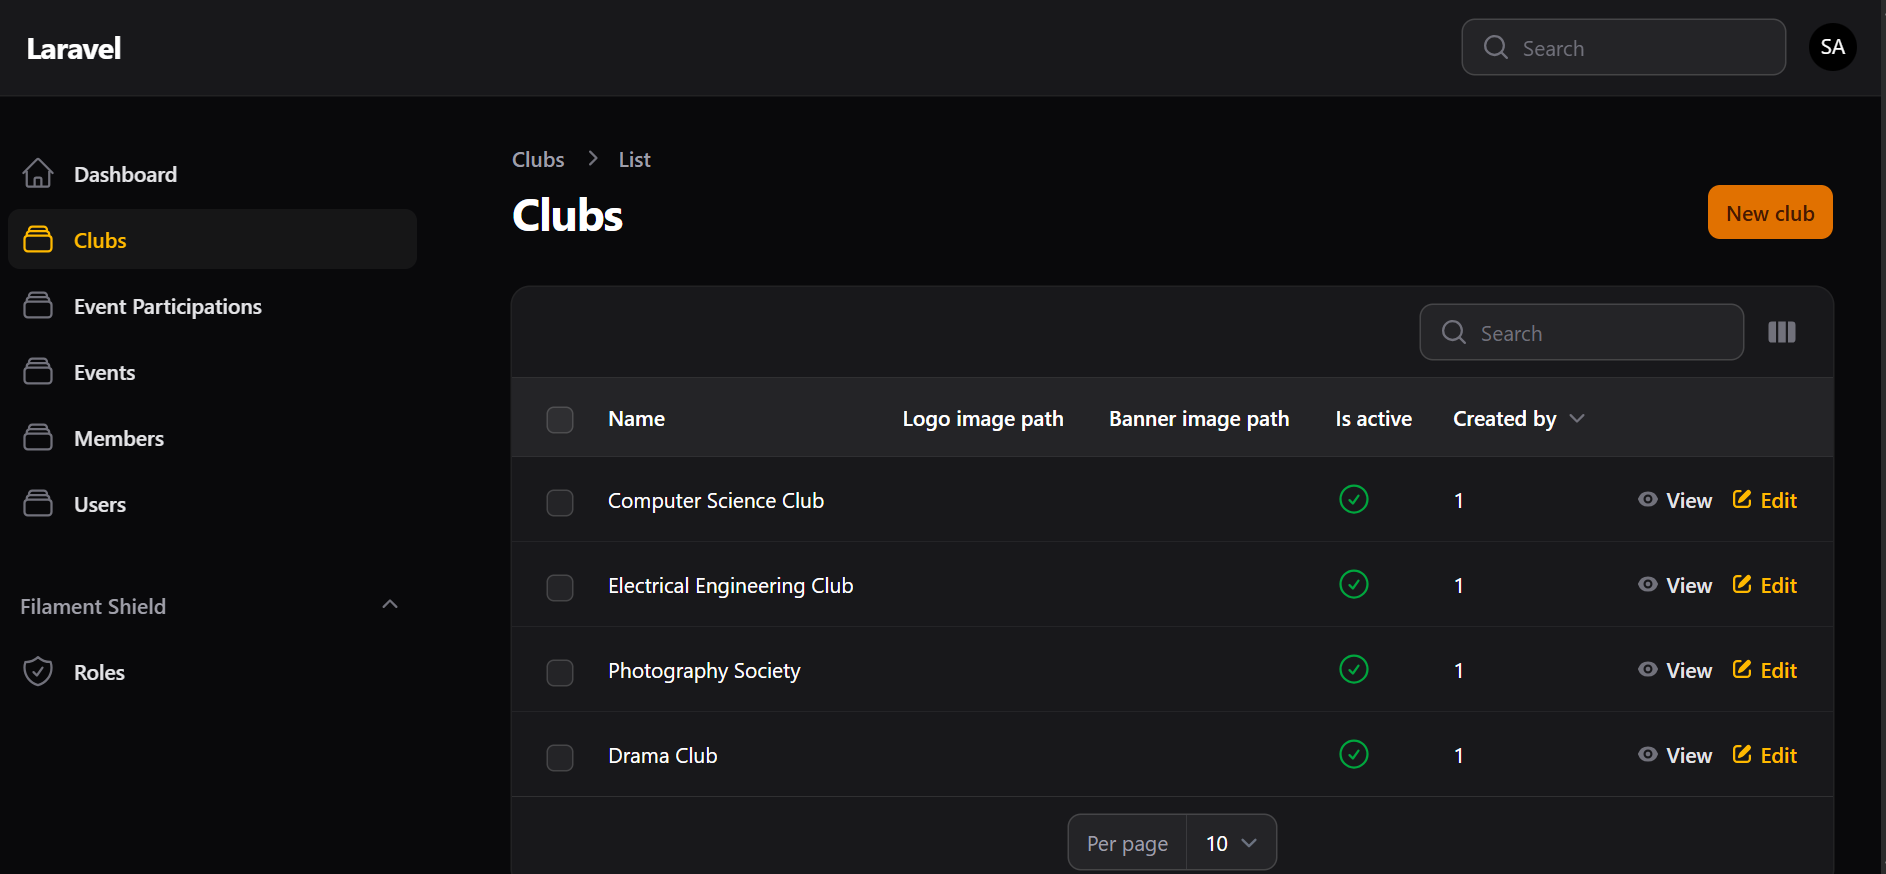 Laravel
Search
SA
Dashboard
Clubs
Event Participations
Events
Members
Users
Filament Shield
Roles
Clubs > List
Clubs
New club
Search
Name Logo image path Banner image path Is active Created by
Computer Science Club 1 View Edit
Electrical Engineering Club 1 View Edit
Photography Society 1 View Edit
Drama Club 1 View Edit
Per page 10